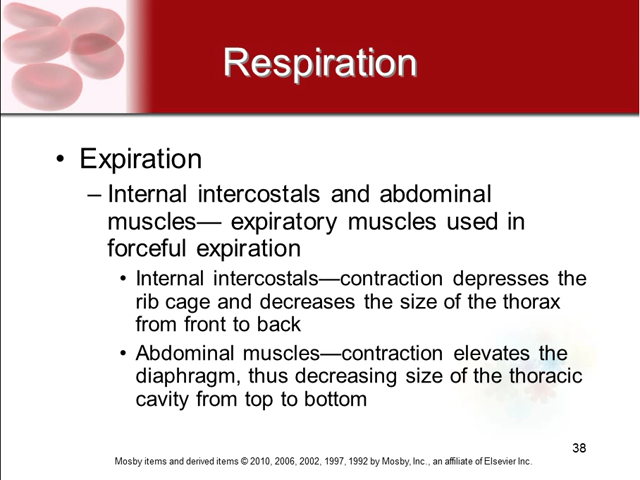 Respiration
• Expiration
– Internal intercostals and abdominal
muscles— expiratory muscles used in
forceful expiration
• Internal intercostals—contraction depresses the
rib cage and decreases the size of the thorax
from front to back
• Abdominal muscles—contraction elevates the
diaphragm, thus decreasing size of the thoracic
cavity from top to bottom
38
Mosby items and derived items © 2010, 2006, 2002, 1997, 1992 by Mosby, Inc., an affiliate of Elsevier Inc.